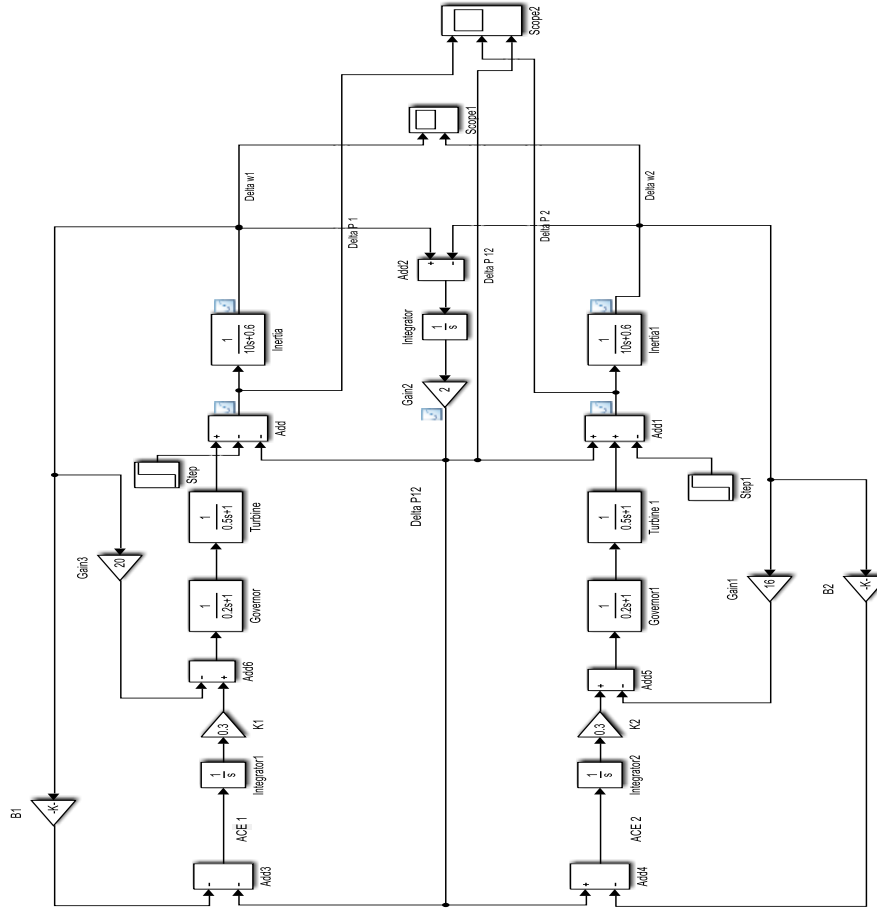 B1
-K-
Gain3
20
Step
-
-
Add3
ACE 1
1
s
Integrator1
0.3
K1
-
+
Add6
1
0.2s+1
Governor
1
0.5s+1
Turbine
+
-
-
Add
1
10s+0.6
Inertia
Delta w1
Delta P 1
Delta P12
Gain2
2
Integrator
1
s
Add2
+
-
Scope1
Delta P 12
Scope2
Delta P 2
+
-
Add4
ACE 2
1
s
Integrator2
0.3
K2
+
-
Add5
1
0.2s+1
Governor1
1
0.5s+1
Turbine 1
+
+
-
Add1
1
10s+0.6
Inertia1
Delta w2
Step1
Gain1
16
B2
-K-